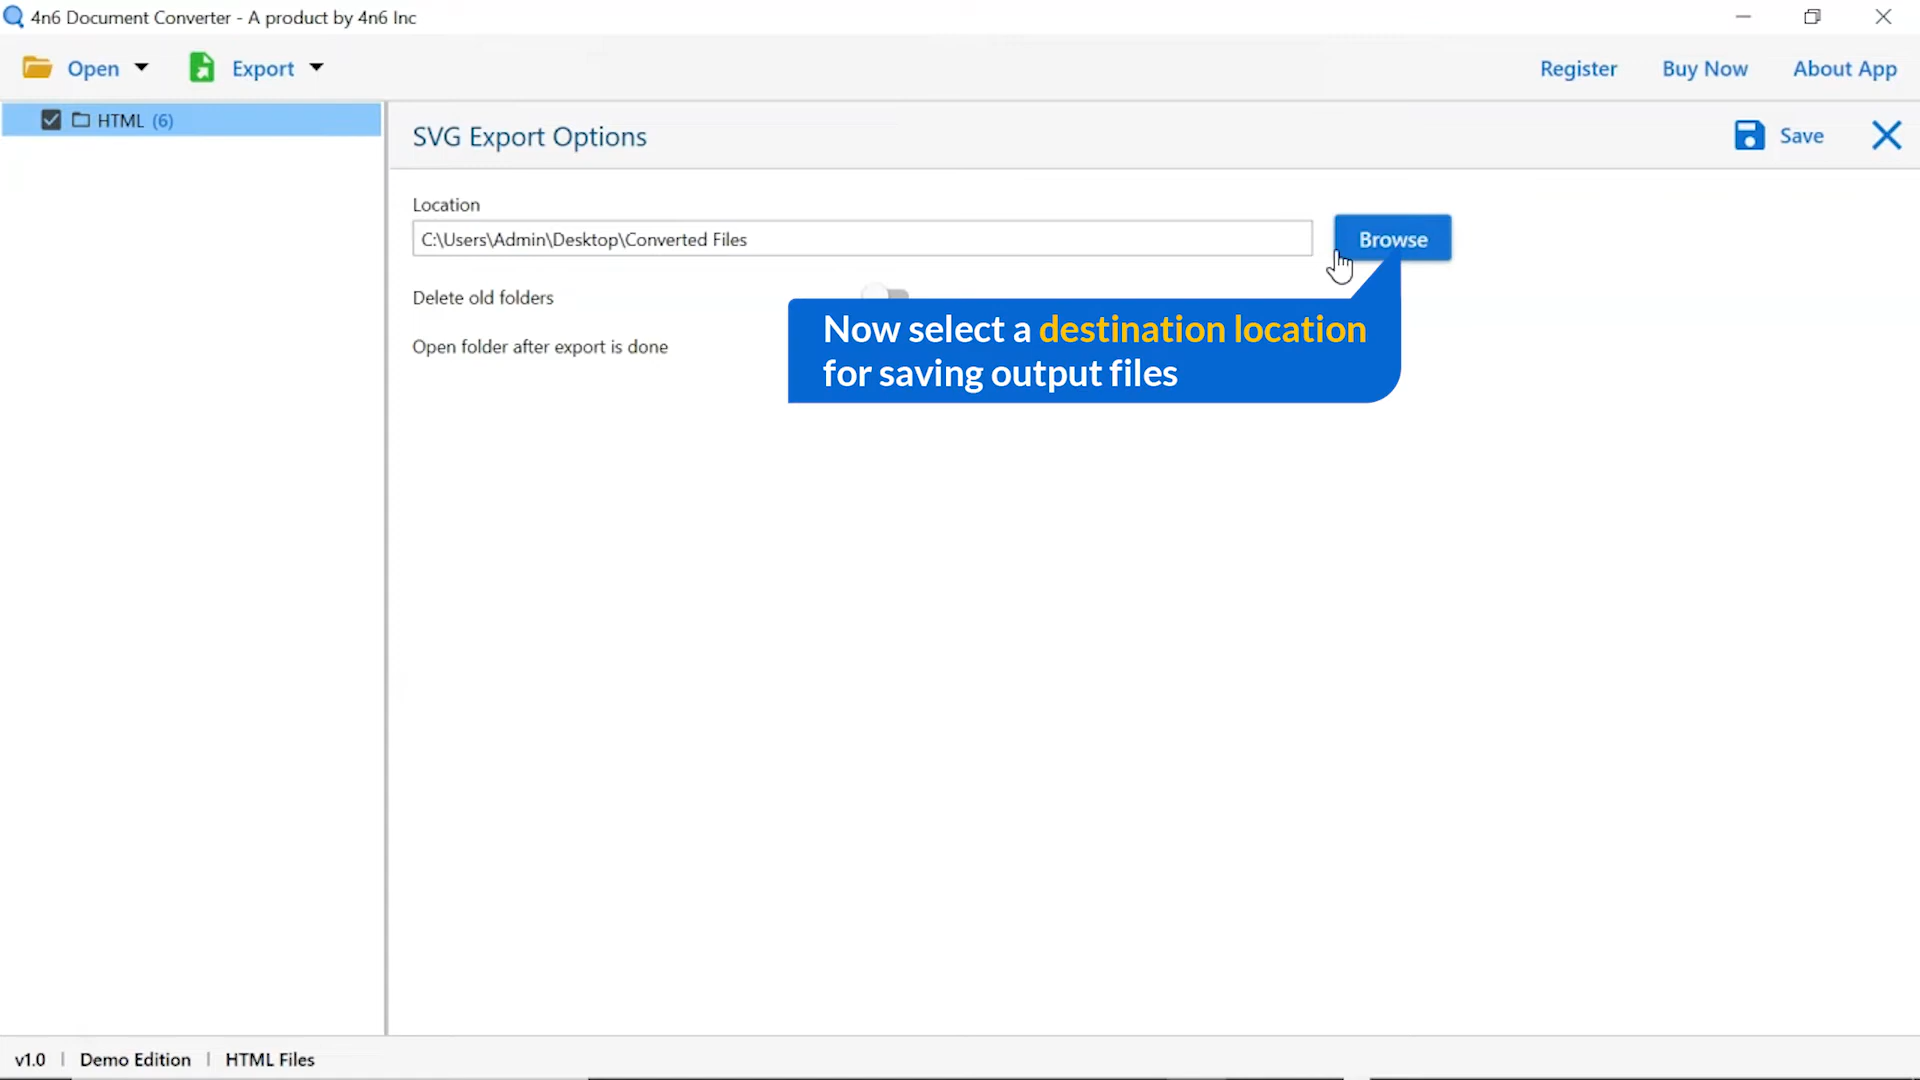 4n6 Document Converter - A product by 4n6 Inc
Open Export Register Buy Now About App
HTML (6)
SVG Export Options Save
Location
C:\Users\Admin\Desktop\Converted Files Browse
Delete old folders
Now select a destination location
for saving output files
Open folder after export is done
v1.0 | Demo Edition | HTML Files